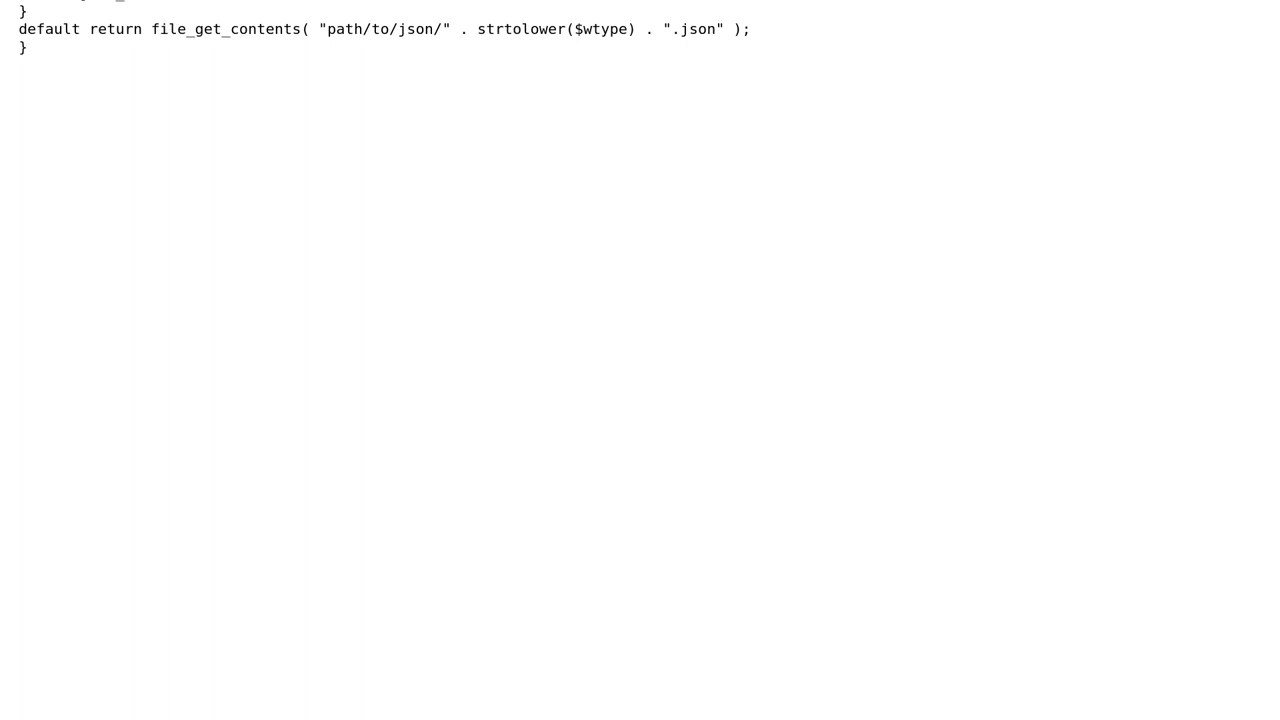 }
default return file_get_contents( "path/to/json/" . strtolower($wtype) . ".json" );
}